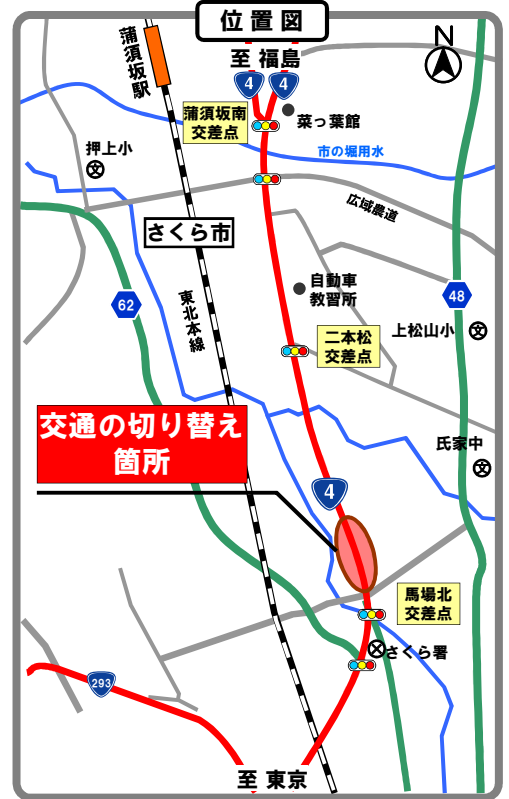 位置図
至 福島
N
蒲須坂駅
4
4
蒲須坂南
交差点
菜っ葉館
市の堀用水
押上小
文
広域農道
さくら市
自動車
教習所
62
48
東北本線
上松山小
文
二本松
交差点
交通の切り替え
箇所
氏家中
文
4
馬場北
交差点
さくら署
293
至 東京